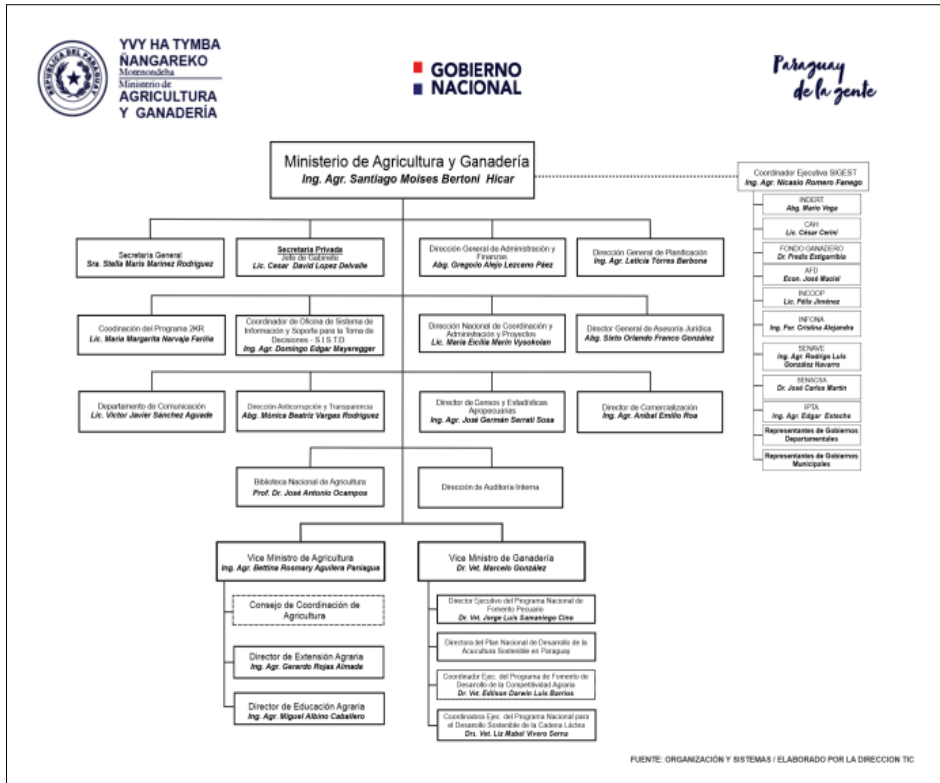 YVY HA TYMBA
ÑANGAREKO
Motenondeha
Ministerio de
AGRICULTURA
Y GANADERÍA
REPUBLICA DEL PARAGUAY
GOBIERNO
NACIONAL
Paraguay
de la gente
Ministerio de Agricultura y Ganadería
Ing. Agr. Santiago Moises Bertoni Hicar
Coordinador Ejecutiva SIGEST
Ing. Agr. Nicasio Romero Fanego
INDERT
Abg. Mario Vega
CAH
Lic. César Cerini
FONDO GANADERO
Dr. Fredis Estigarribia
AFD
Econ. José Maciel
INCOOP
Lic. Félix Jiménez
INFONA
Ing. For. Cristina Alejandra
SENAVE
Ing. Agr. Rodrigo Luis
González Navarro
SENACSA
Dr. José Carlos Martin
IPTA
Ing. Agr. Edgar Esteche
Representantes de Gobiernos
Departamentales
Representantes de Gobiernos
Municipales
Secretaria General
Sra. Stella Maris Marinez Rodríguez
Secretaria Privada
Jefe de Gabinete
Lic. Cesar David Lopez Delvalle
Dirección General de Administración y
Finanzas
Abg. Gregorio Alejo Lezcano Páez
Dirección General de Planificación
Ing. Agr. Leticia Tórres Barbona
Coodinación del Programa 2KR
Lic. Maria Margarita Narvaja Fariña
Coordinador de Oficina de Sistema de
Información y Soporte para la Toma de
Decisiones - S.I.S.T.D.
Ing. Agr. Domingo Edgar Mayeregger
Dirección Nacional de Coordinación y
Administración y Proyectos
Lic. Maria Ercilia Marin Vysokolan
Director General de Asesoría Jurídica
Abg. Sixto Orlando Franco González
Departamento de Comunicación
Lic. Victor Javier Sánchez Aguade
Dirección Anticorrupción y Transparencia
Abg. Mónica Beatriz Vargas Rodríguez
Director de Censos y Estadísticas
Agropecuarias
Ing. Agr. José Germán Serrati Sosa
Director de Comercialización
Ing. Agr. Anibal Emilio Roa
Biblioteca Nacional de Agricultura
Prof. Dr. José Antonio Ocampos
Dirección de Auditoría Interna
Vice Ministro de Agricultura
Ing. Agr. Bettina Rosmary Aguilera Paniagua
Consejo de Coordinación de
Agricultura
Director de Extensión Agraria
Ing. Agr. Gerardo Rojas Almade
Director de Educación Agraria
Ing. Agr. Miguel Albino Caballero
Vice Ministro de Ganadería
Dr. Vet. Marcelo González
Director Ejecutivo del Programa Nacional de
Fomento Pecuario
Dr. Vet. Jorge Luis Samaniego Cino
Directora del Plan Nacional de Desarrollo de la
Acuicultura Sostenible en Paraguay
Coordinador Ejec. del Programa de Fomento de
Desarrollo de la Competitividad Agraria
Dr. Vet. Edilson Darwin Luis Barrios
Coordinadora Ejec. del Programa Nacional para
el Desarrollo Sostenible de la Cadena Láctea
Drs. Vet. Liz Mabel Vivero Serna
FUENTE: ORGANIZACIÓN Y SISTEMAS / ELABORADO POR LA DIRECCION TIC